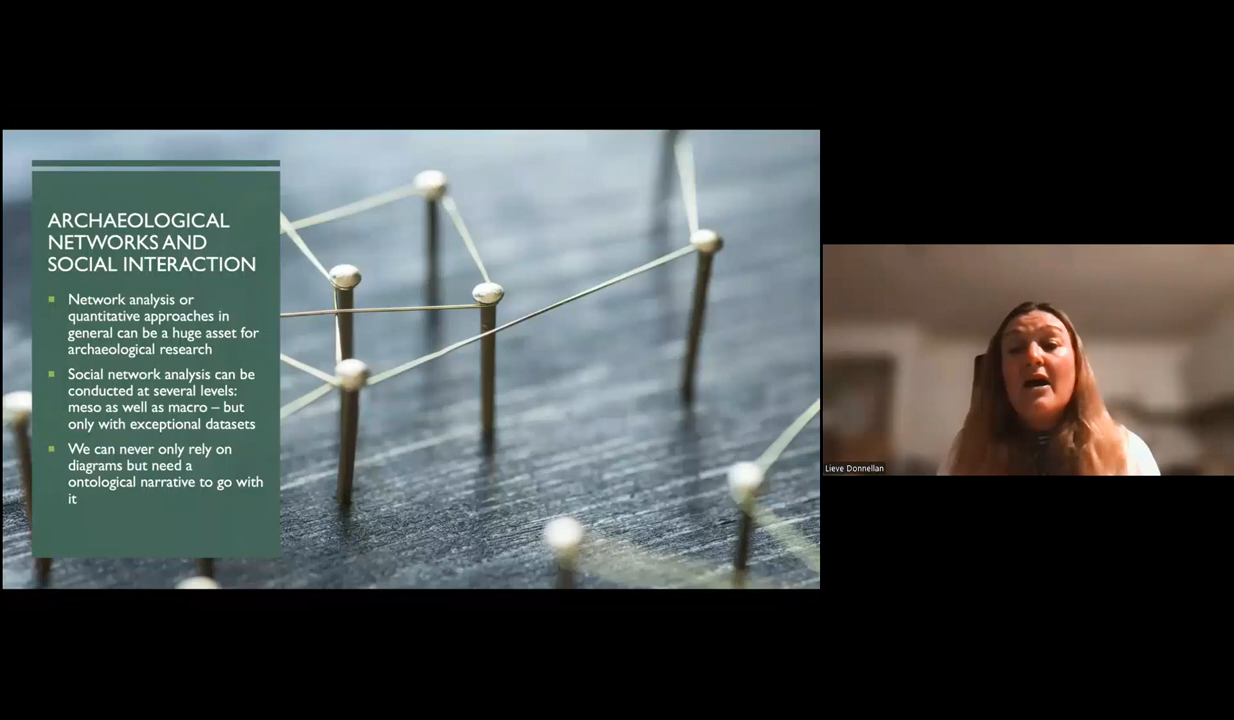 ARCHAEOLOGICAL
NETWORKS AND
SOCIAL INTERACTION
Network analysis or
quantitative approaches in
general can be a huge asset for
archaeological research
Social network analysis can be
conducted at several levels:
meso as well as macro – but
only with exceptional datasets
We can never only rely on
diagrams but need a
ontological narrative to go with
it
Lieve Donnellan